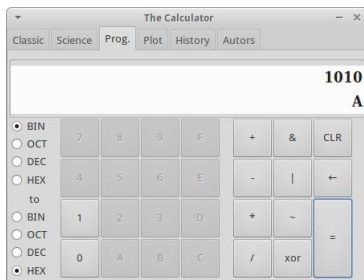 The Calculator
Classic Science Prog. Plot History Autors
1010
A
BIN
OCT
DEC
HEX
to
BIN
OCT
DEC
HEX
7 8 9 F + & CLR
4 5 6 E - | ←
1 2 3 D * ~ =
0 A B C / xor